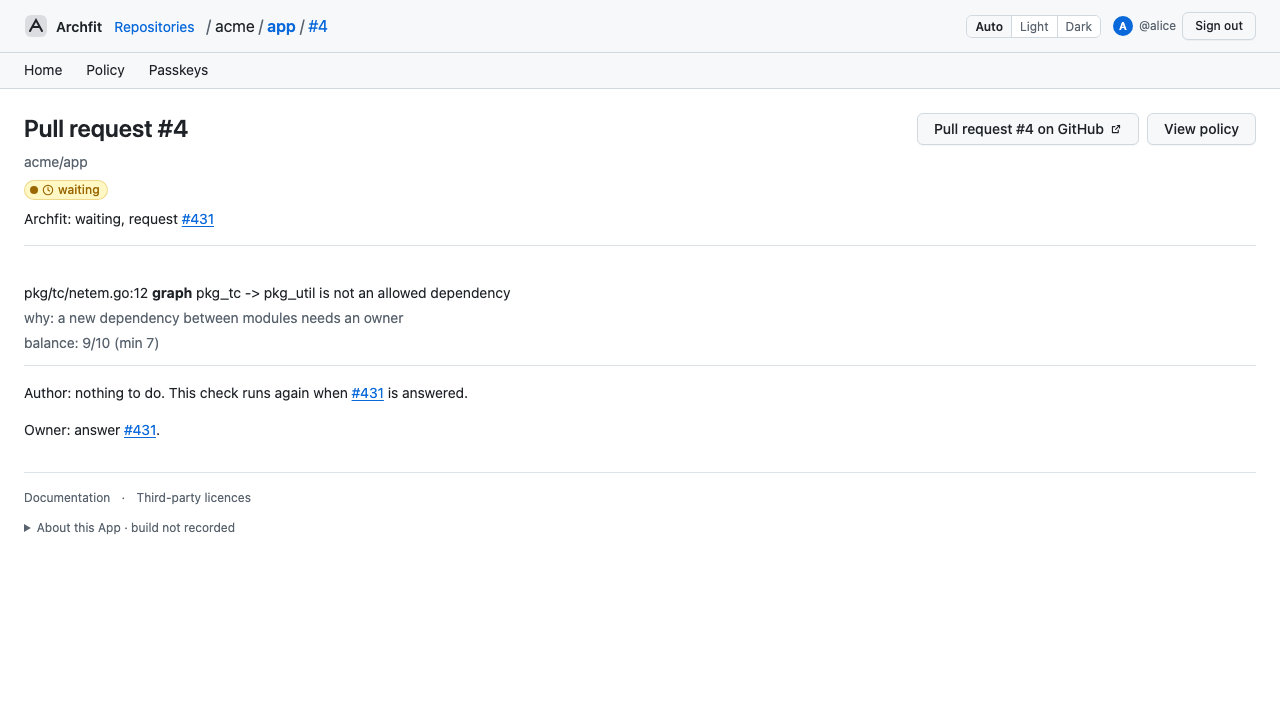 Archfit Repositories / acme / app / #4
Auto Light Dark A @alice Sign out
Home Policy Passkeys
Pull request #4
Pull request #4 on GitHub View policy
acme/app
waiting
Archfit: waiting, request #431
pkg/tc/netem.go:12 graph pkg_tc -> pkg_util is not an allowed dependency
why: a new dependency between modules needs an owner
balance: 9/10 (min 7)
Author: nothing to do. This check runs again when #431 is answered.
Owner: answer #431.
Documentation · Third-party licences
About this App · build not recorded